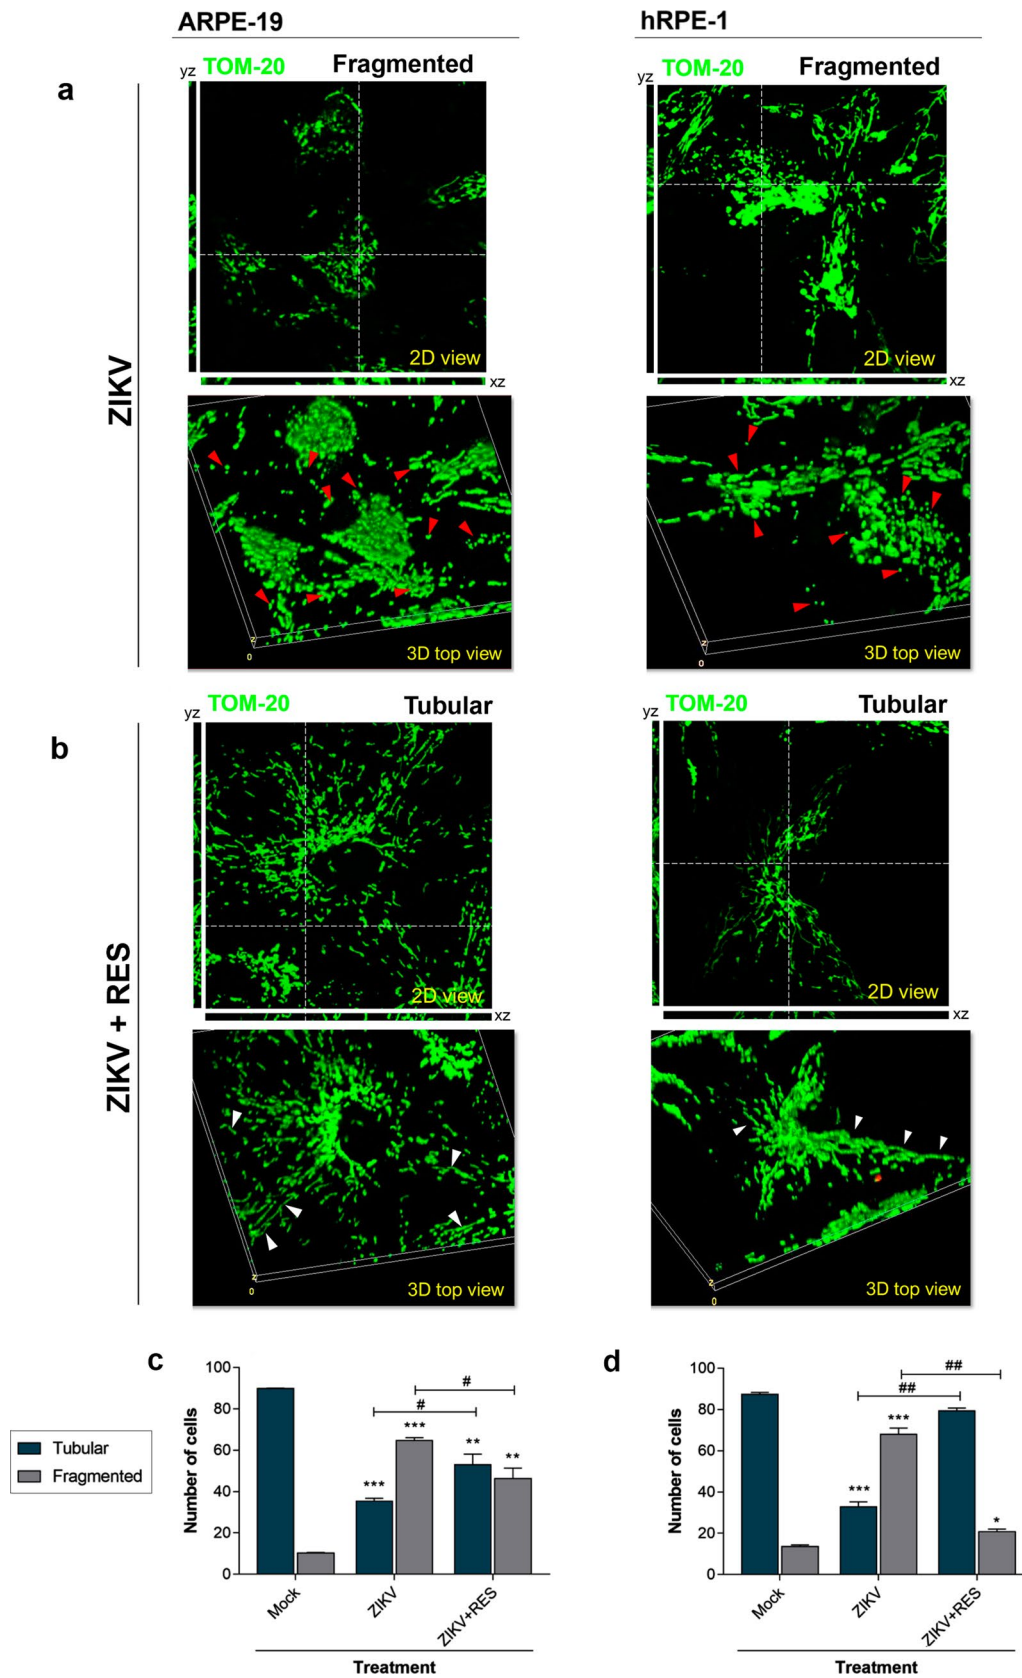 ARPE-19
hRPE-1
a
ZIKV
yz
TOM-20
Fragmented
2D view
xz
yz
TOM-20
Fragmented
2D view
xz
z
0
3D top view
z
0
3D top view
b
ZIKV + RES
yz
TOM-20
Tubular
2D view
xz
yz
TOM-20
Tubular
2D view
xz
z
0
3D top view
z
0
3D top view
Tubular
Fragmented
c
Number of cells
100
80
60
40
20
0
***
***
**
**
#
#
Mock
ZIKV
ZIKV+RES
Treatment
d
Number of cells
100
80
60
40
20
0
***
***
*
##
##
Mock
ZIKV
ZIKV+RES
Treatment